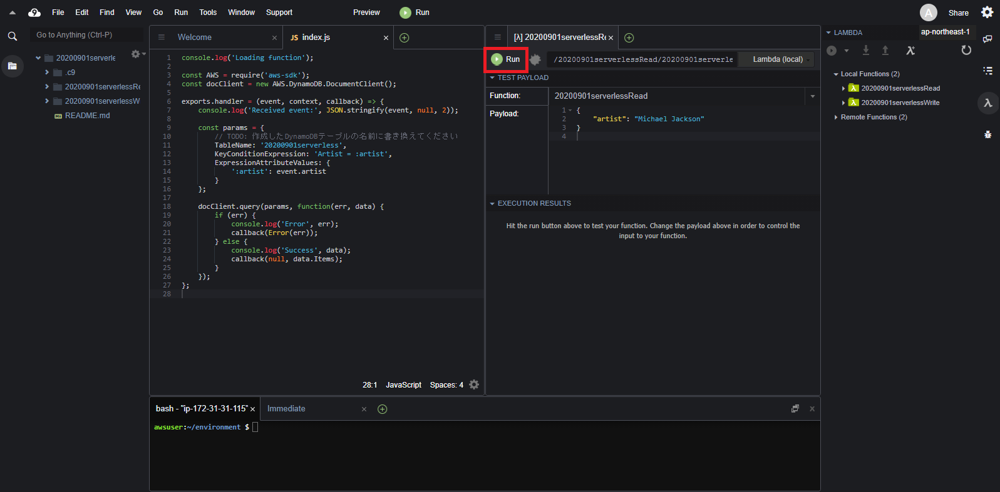 9 File Edit Find View Go Run Tools Window Support Preview Run A Share
Go to Anything (Ctrl-P)
20200901serverle
.c9
20200901serverlessRe
20200901serverlessW
README.md
Welcome × JS index.js ×
1 console.log('Loading function');
2
3 const AWS = require('aws-sdk');
4 const docClient = new AWS.DynamoDB.DocumentClient();
5
6 exports.handler = (event, context, callback) => {
7 console.log('Received event:', JSON.stringify(event, null, 2));
8
9 const params = {
10 // TODO: 作成したDynamoDBテーブルの名前に書き換えてください
11 TableName: '20200901serverless',
12 KeyConditionExpression: 'Artist = :artist',
13 ExpressionAttributeValues: {
14 ':artist': event.artist
15 }
16 };
17
18 docClient.query(params, function(err, data) {
19 if (err) {
20 console.log('Error', err);
21 callback(Error(err));
22 } else {
23 console.log('Success', data);
24 callback(null, data.Items);
25 }
26 });
27 };
28
28:1 JavaScript Spaces: 4
[λ] 20200901serverlessRe ×
Run /20200901serverlessRead/20200901serverle Lambda (local)
TEST PAYLOAD
Function: 20200901serverlessRead
Payload:
1 {
2 "artist": "Michael Jackson"
3 }
4
EXECUTION RESULTS
Hit the run button above to test your function. Change the payload above in order to control the
input to your function.
LAMBDA ap-northeast-1
Local Functions (2)
λ 20200901serverlessRead
λ 20200901serverlessWrite
Remote Functions (2)
bash - "ip-172-31-31-115" × Immediate ×
awsuser:~/environment $